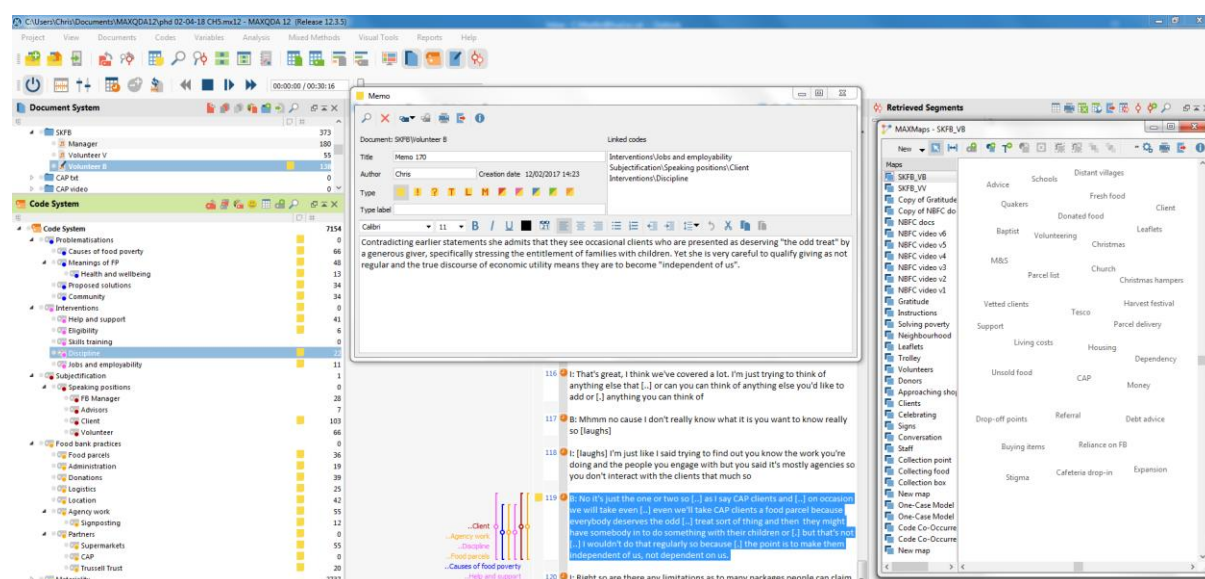 C:\Users\Chris\Documents\MAXQDA12\phd 02-04-18 CH5.mx12 - MAXQDA 12 (Release 12.3.5)
Project View Documents Codes Variables Analysis Mixed Methods Visual Tools Reports Help
00:00:00 / 00:30:16
Document System
SKFB 373
Manager 180
Volunteer V 55
Volunteer B 138
CAP txt 0
CAP video 0
Code System
Code System 7154
Problematisations 0
Causes of food poverty 66
Meanings of FP 48
Health and wellbeing 13
Proposed solutions 34
Community 34
Interventions 0
Help and support 41
Eligibility 6
Skills training 0
Discipline 22
Jobs and employability 11
Subjectification 1
Speaking positions 0
FB Manager 28
Advisors 7
Client 103
Volunteer 66
Food bank practices 0
Food parcels 36
Administration 19
Donations 39
Logistics 25
Location 42
Agency work 55
Signposting 12
Partners 0
Supermarkets 55
CAP 0
Trussell Trust 20
Memo
Document: SKFB\Volunteer B
Linked codes
Title Memo 170
Interventions\Jobs and employability
Subjectification\Speaking positions\Client
Interventions\Discipline
Author Chris Creation date 12/02/2017 14:23
Type ! ? T L M
Type label
Calibri 11 B I U
Contradicting earlier statements she admits that they see occasional clients who are presented as deserving "the odd treat" by
a generous giver, specifically stressing the entitlement of families with children. Yet she is very careful to qualify giving as not
regular and the true discourse of economic utility means they are to become "independent of us".
116 I: That's great, I think we've covered a lot. I'm just trying to think of
anything else that [..] or can you can think of anything else you'd like to
add or [.] anything you can think of
117 B: Mhmm no cause I don't really know what it is you want to know really
so [laughs]
118 I: [laughs] I'm just like I said trying to find out you know the work you're
doing and the people you engage with but you said it's mostly agencies so
you don't interact with the clients that much so
119 B: No it's just the one or two so [..] as I say CAP clients and [..] on occasion
we will take even [..] even we'll take CAP clients a food parcel because
everybody deserves the odd [..] treat sort of thing and then they might
have somebody in to do something with their children or [.] but that's not
[..] I wouldn't do that regularly so because [.] the point is to make them
independent of us, not dependent on us.
120 I: Right so are there any limitations as to many packages people can claim
...Client
...Agency work
...Discipline
...Food parcels
...Causes of food poverty
...Help and support
Retrieved Segments
MAXMaps - SKFB_VB
New
Maps
SKFB_VB
SKFB_VV
Copy of Gratitude
Copy of NBFC do
NBFC docs
NBFC video v6
NBFC video v5
NBFC video v4
NBFC video v3
NBFC video v2
NBFC video v1
Gratitude
Instructions
Solving poverty
Neighbourhood
Leaflets
Trolley
Volunteers
Donors
Approaching shop
Clients
Celebrating
Signs
Conversation
Staff
Collection point
Collecting food
Collection box
New map
One-Case Model
One-Case Model
Code Co-Occurre
Code Co-Occurre
New map
Advice
Schools
Distant villages
Quakers
Fresh food
Client
Donated food
Baptist
Volunteering
Leaflets
Christmas
M&S
Parcel list
Church
Christmas hampers
Vetted clients
Harvest festival
Tesco
Support
Parcel delivery
Living costs
Housing
Dependency
Unsold food
CAP
Money
Drop-off points
Referral
Debt advice
Buying items
Reliance on FB
Stigma
Cafeteria drop-in
Expansion